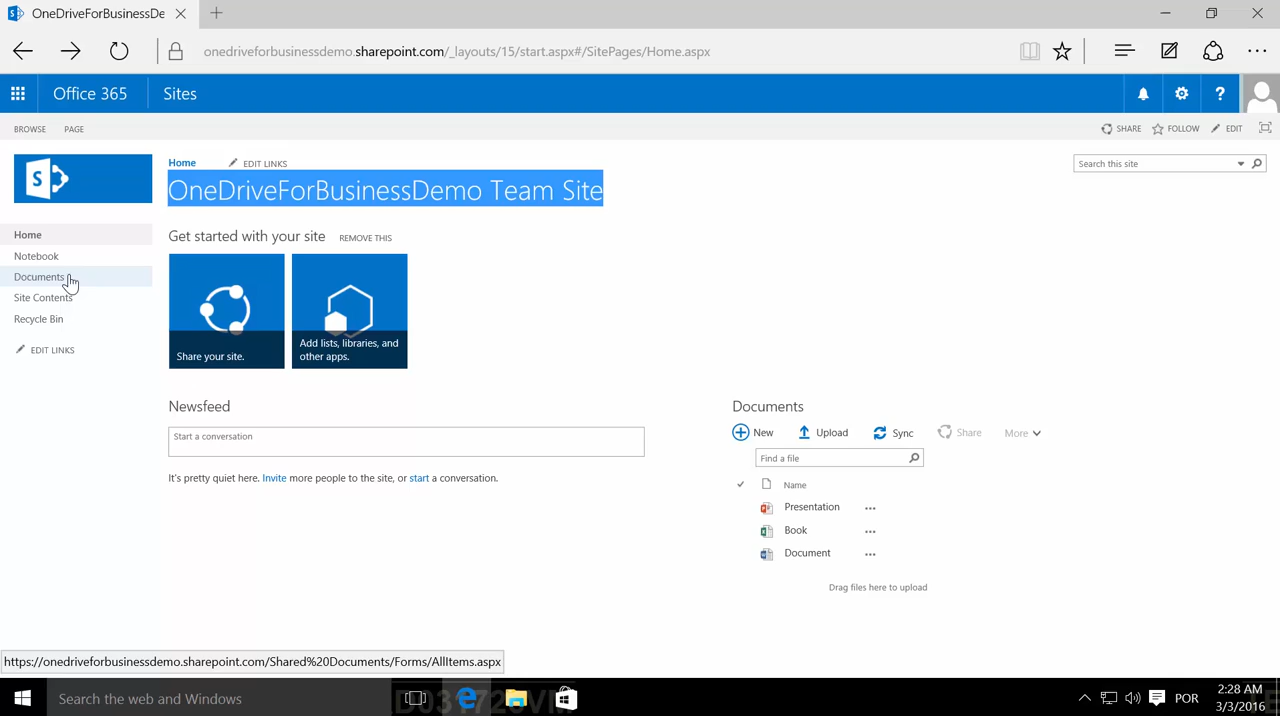 OneDriveForBusinessDe
onedriveforbusinessdemo.sharepoint.com/_layouts/15/start.aspx#/SitePages/Home.aspx
Office 365
Sites
?
BROWSE
PAGE
SHARE
FOLLOW
EDIT
S
Home
EDIT LINKS
Search this site
OneDriveForBusinessDemo Team Site
Home
Notebook
Documents
Site Contents
Recycle Bin
EDIT LINKS
Get started with your site
REMOVE THIS
Share your site.
Add lists, libraries, and
other apps.
Newsfeed
Start a conversation
It's pretty quiet here. Invite more people to the site, or start a conversation.
Documents
New
Upload
Sync
Share
More
Find a file
Name
Presentation
Book
Document
Drag files here to upload
https://onedriveforbusinessdemo.sharepoint.com/Shared%20Documents/Forms/AllItems.aspx
Search the web and Windows
POR
2:28 AM
3/3/2016